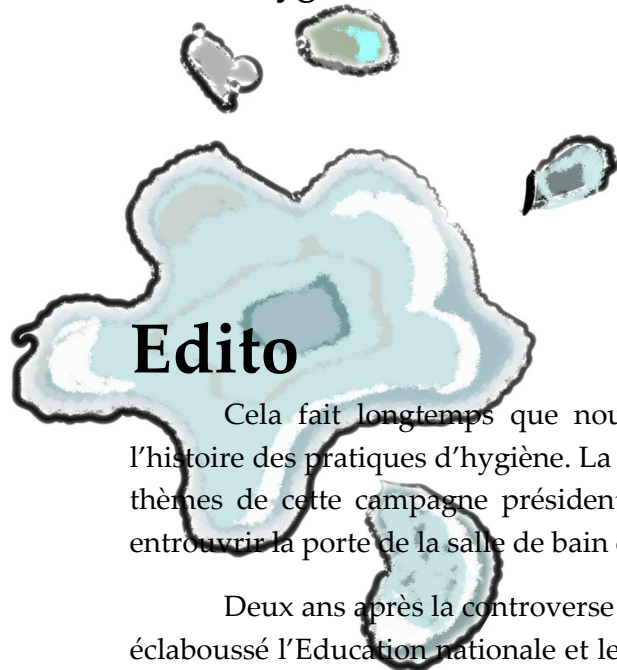 Edito
Cela fait longtemps que
l’histoire des pratiques d’hygiène. La
thèmes de cette campagne
entrouvrir la porte de la salle de bain
Deux ans après la controverse
éclaboussé l’Education nationale et